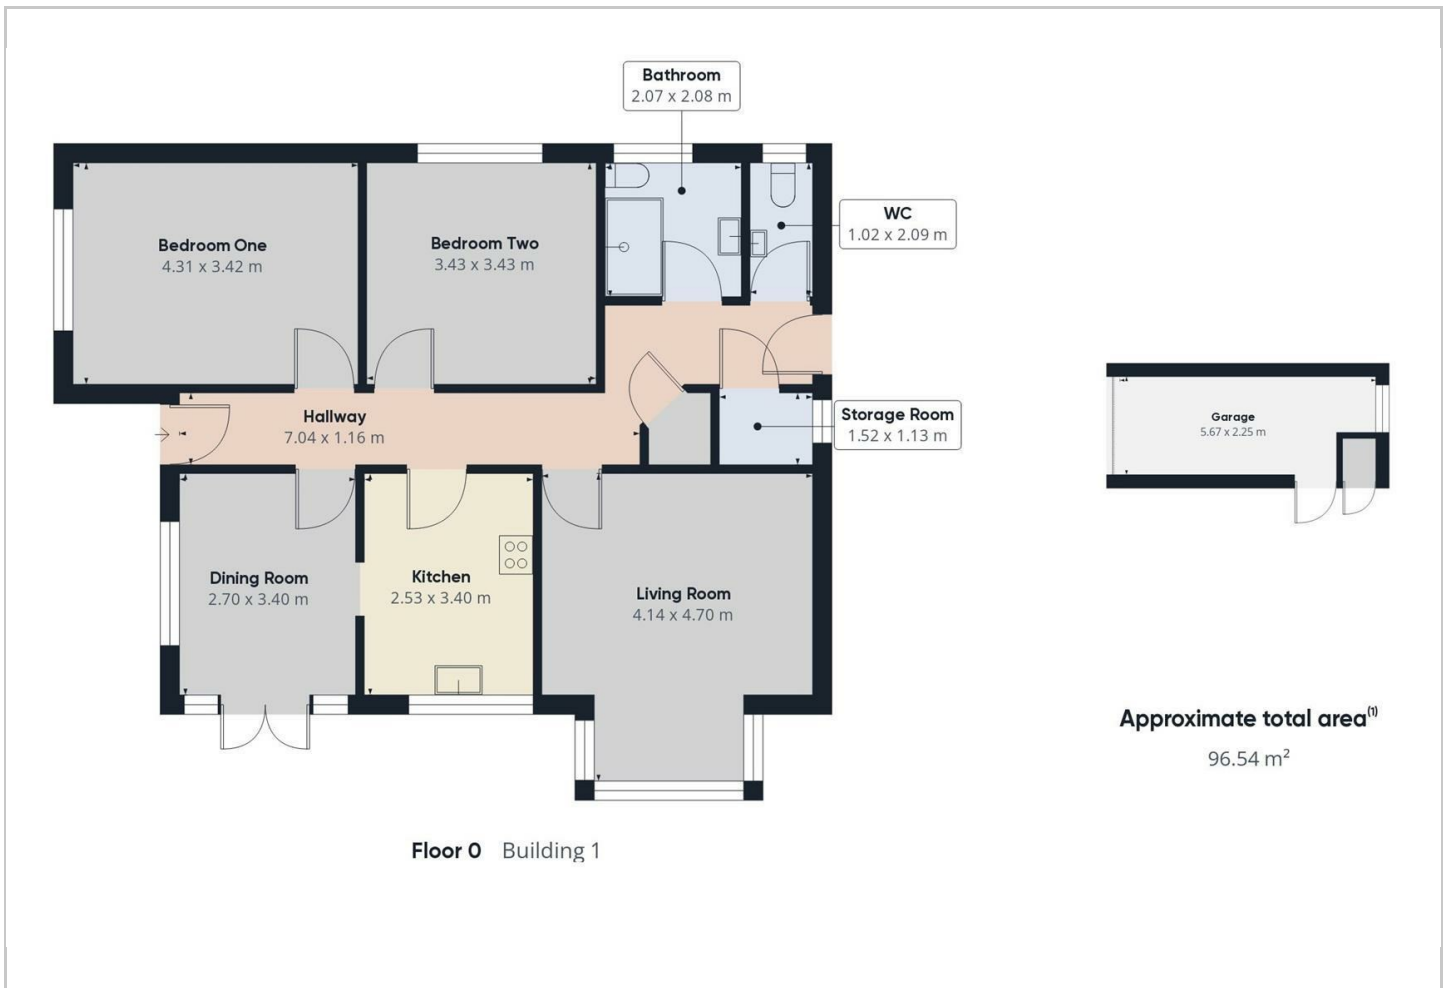 Bathroom
2.07 x 2.08 m
WC
1.02 x 2.09 m
Bedroom One
4.31 x 3.42 m
Bedroom Two
3.43 x 3.43 m
Hallway
7.04 x 1.16 m
Storage Room
1.52 x 1.13 m
Garage
5.67 x 2.25 m
Dining Room
2.70 x 3.40 m
Kitchen
2.53 x 3.40 m
Living Room
4.14 x 4.70 m
Approximate total area(1)
96.54 m²
Floor 0 Building 1